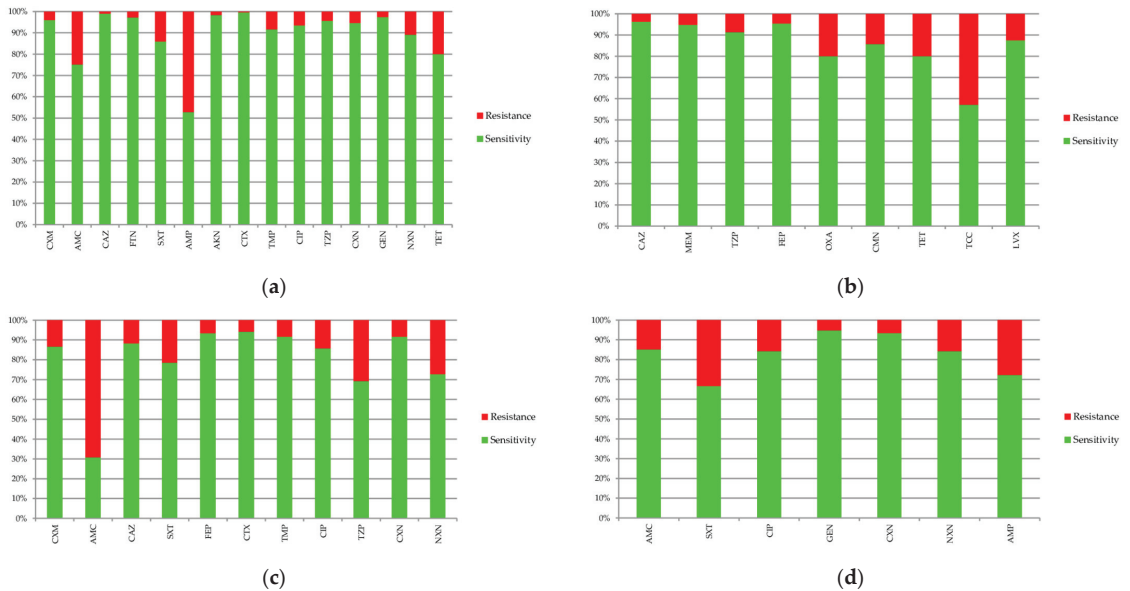 100%
90%
80%
70%
60%
50%
40%
30%
20%
10%
0%
CXM AMC CAZ FTN SXT AMP AKN CTX TMP CIP TZP CXN GEN NXN TET
Resistance
Sensitivity
(a)
100%
90%
80%
70%
60%
50%
40%
30%
20%
10%
0%
CAZ MEM TZP FEP OXA CMN TET TCC LVX
Resistance
Sensitivity
(b)
100%
90%
80%
70%
60%
50%
40%
30%
20%
10%
0%
CXM AMC CAZ SXT FEP CTX TMP CIP TZP CXN NXN
Resistance
Sensitivity
(c)
100%
90%
80%
70%
60%
50%
40%
30%
20%
10%
0%
AMC SXT CIP GEN CXN NXN AMP
Resistance
Sensitivity
(d)